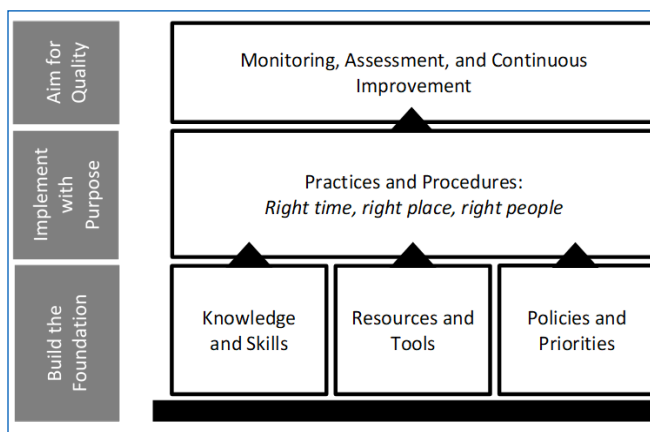 Aim for
Quality
Monitoring, Assessment, and Continuous
Improvement
Implement
with
Purpose
Practices and Procedures:
Right time, right place, right people
Build the
Foundation
Knowledge
and Skills
Resources and
Tools
Policies and
Priorities